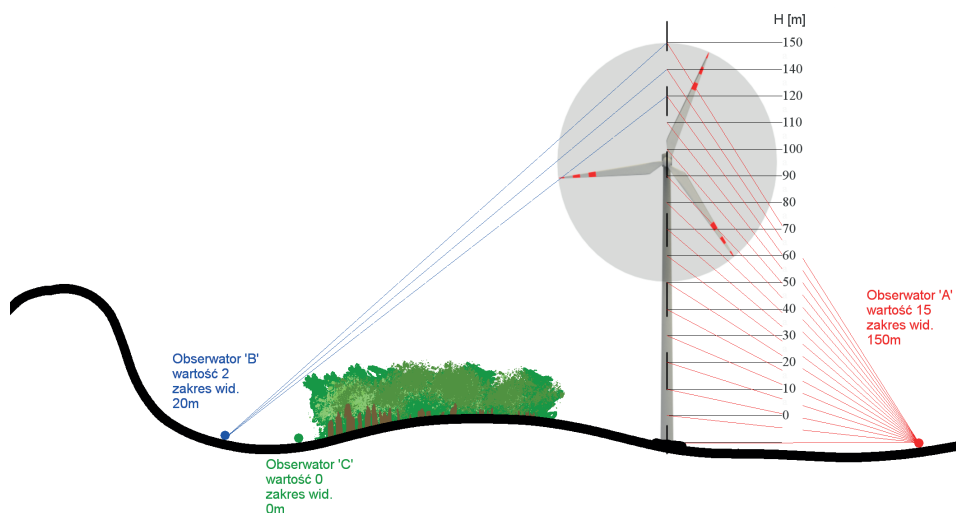 H [m]
150
140
120
110
100
90
80
70
60
50
40
30
20
10
0
Obserwator 'A'
wartość 15
zakres wid.
150m
Obserwator 'B'
wartość 2
zakres wid.
20m
Obserwator 'C'
wartość 0
zakres wid.
0m